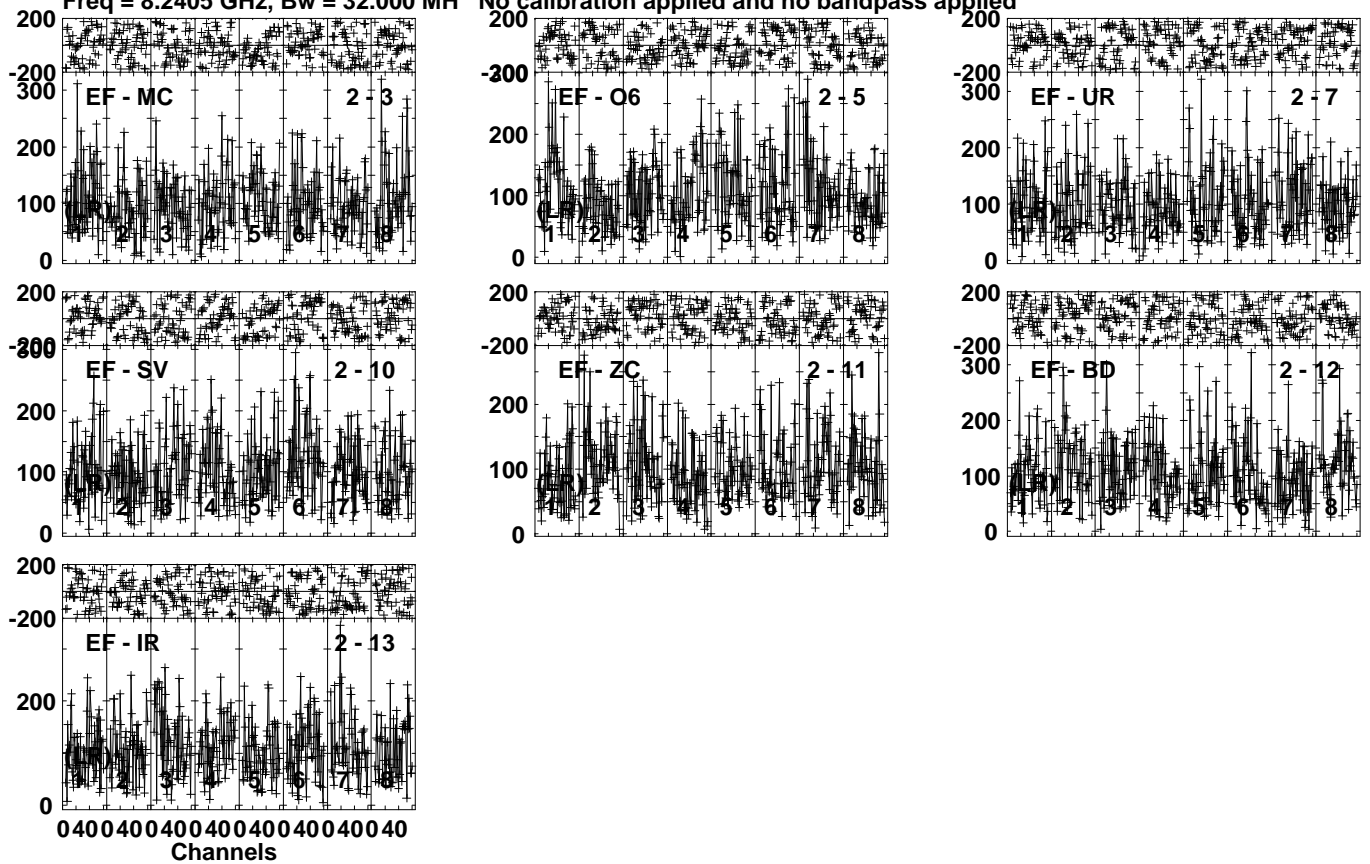 Freq = 8.2405 GHz, Bw = 32.000 MH No calibration applied and no bandpass applied
200 200 200
-200 -200 -200
300 EF - MC 2 - 3 300 EF - O6 2 - 5 300 EF - UR 2 - 7
200 200 200
100 100 100
(LR) (LR) (LR)
1 2 3 4 5 6 7 8 1 2 3 4 5 6 7 8 1 2 3 4 5 6 7 8
0 0 0
200 200 200
-200 -200 -200
300 EF - SV 2 - 10 EF - ZC 2 - 11 300 EF - BD 2 - 12
200 200 200
100 100 100
(LR) (LR) (LR)
1 2 3 4 5 6 7 8 1 2 3 4 5 6 7 8 1 2 3 4 5 6 7 8
0 0 0
200
-200
EF - IR 2 - 13
200
(LR)
1 2 3 4 5 6 7 8
0
0 40 0 40 0 40 0 40 0 40 0 40 0 40 0 40
Channels